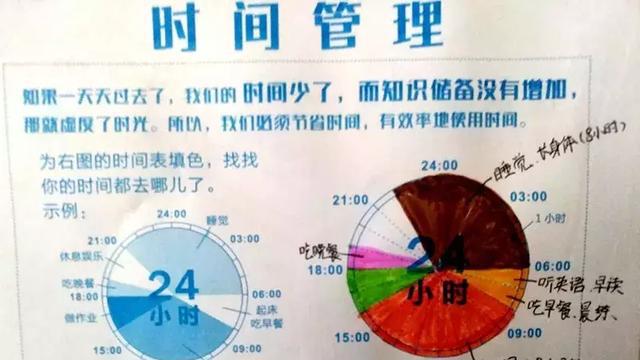 时间管理
如果一天天过去了，我们的时间少了，而知识储备没有增加，
那就虚度了时光。所以，我们必须节省时间，有效率地使用时间。
为右图的时间表填色，找找
你的时间都去哪儿了。
示例：
24:00
睡觉
03:00
06:00
起床
吃早餐
09:00
15:00
做作业
18:00
吃晚餐
休息娱乐
21:00
24
小时
24:00
睡觉、长身体(8小时)
03:00
1小时
06:00
听英语、早读
吃早餐、晨练、
09:00
15:00
18:00
吃晚餐
21:00
24
小时